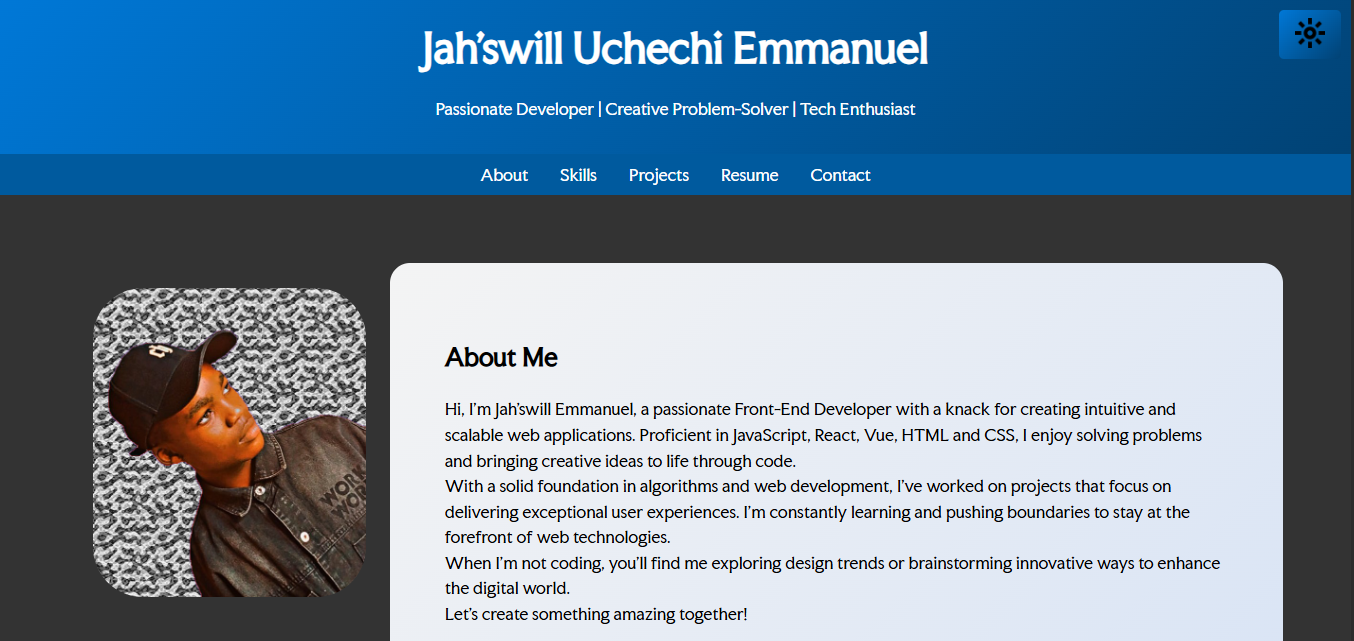 Jah'swill Uchechi Emmanuel
Passionate Developer | Creative Problem-Solver | Tech Enthusiast
About Skills Projects Resume Contact
About Me
Hi, I'm Jah'swill Emmanuel, a passionate Front-End Developer with a knack for creating intuitive and
scalable web applications. Proficient in JavaScript, React, Vue, HTML and CSS, I enjoy solving problems
and bringing creative ideas to life through code.
With a solid foundation in algorithms and web development, I've worked on projects that focus on
delivering exceptional user experiences. I'm constantly learning and pushing boundaries to stay at the
forefront of web technologies.
When I'm not coding, you'll find me exploring design trends or brainstorming innovative ways to enhance
the digital world.
Let's create something amazing together!